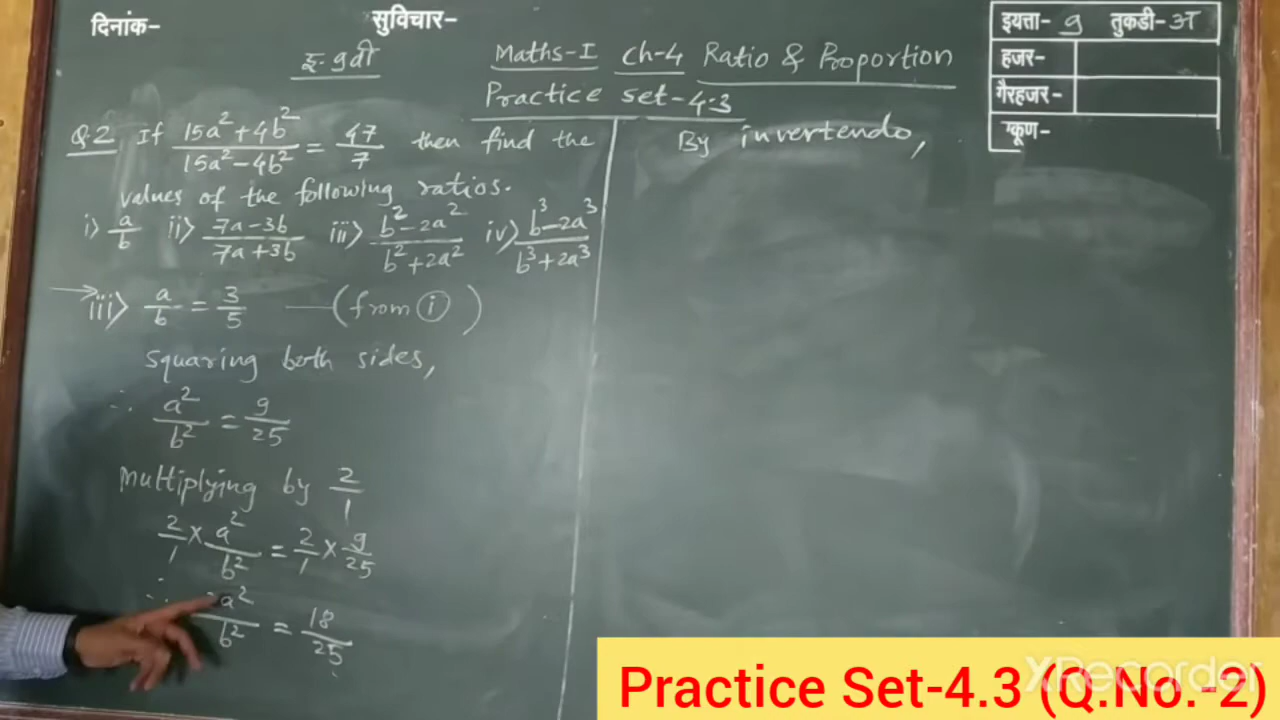 दिनांक-
सुविचार-
इयत्ता- 9 तुकडी- अ
हजर-
गैरहजर-
एकूण-
इ. 9 वी
Maths-I Ch-4 Ratio & Proportion
Practice set-4.3
Q.2 If (15a²+4b²)/(15a²-4b²) = 47/7 then find the
values of the following ratios.
i) a/b ii) (7a-3b)/(7a+3b) iii) (b²-2a²)/(b²+2a²) iv) (b³-2a³)/(b³+2a³)
→ iii) a/b = 3/5 —(from ①)
Squaring both sides,
∴ a²/b² = 9/25
Multiplying by 2/1
2/1 × a²/b² = 2/1 × 9/25
∴ a²/b² = 18/25
By invertendo,
Practice Set-4.3 (Q.No.-2)
XRecorder